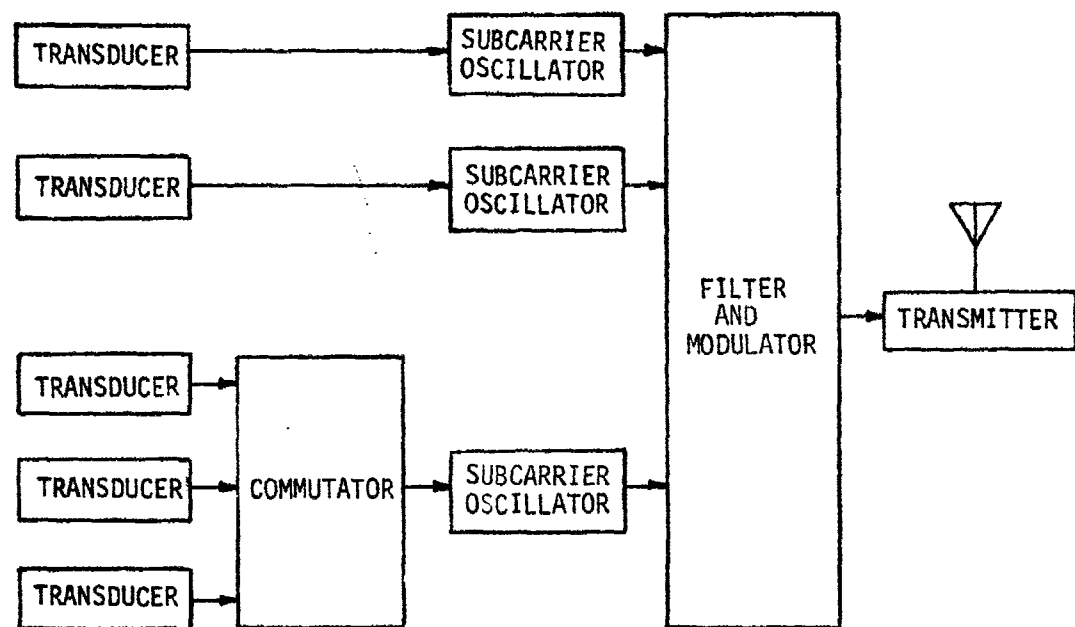 TRANSDUCER
SUBCARRIER
OSCILLATOR
TRANSDUCER
SUBCARRIER
OSCILLATOR
FILTER
AND
MODULATOR
TRANSMITTER
TRANSDUCER
TRANSDUCER
COMMUTATOR
SUBCARRIER
OSCILLATOR
TRANSDUCER